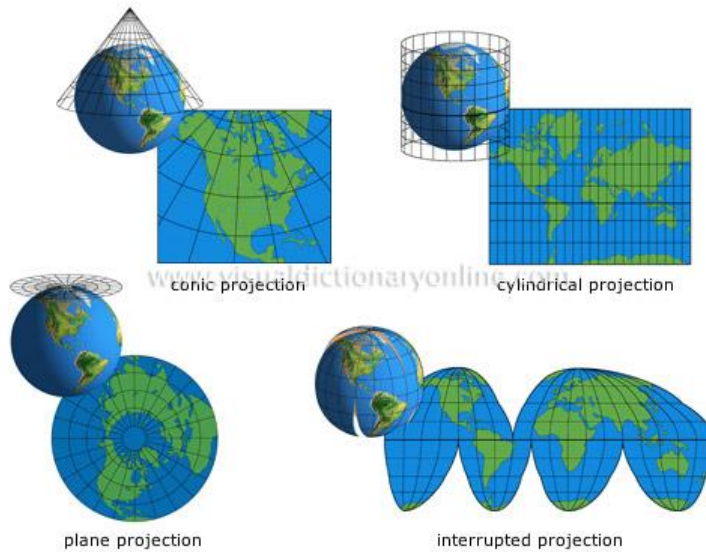 www.visualdictionaryonline.com
conic projection
cylindrical projection
plane projection
interrupted projection